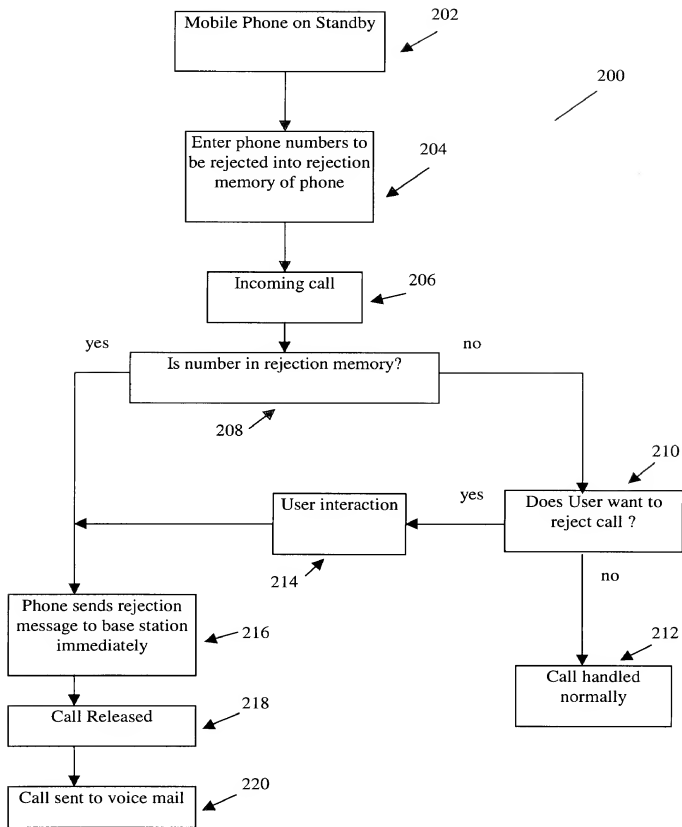 Mobile Phone on Standby
202
200
Enter phone numbers to
be rejected into rejection
memory of phone
204
Incoming call
206
yes
no
Is number in rejection memory?
208
210
yes
User interaction
Does User want to
reject call ?
214
no
Phone sends rejection
message to base station
immediately
216
212
Call handled
normally
218
Call Released
220
Call sent to voice mail